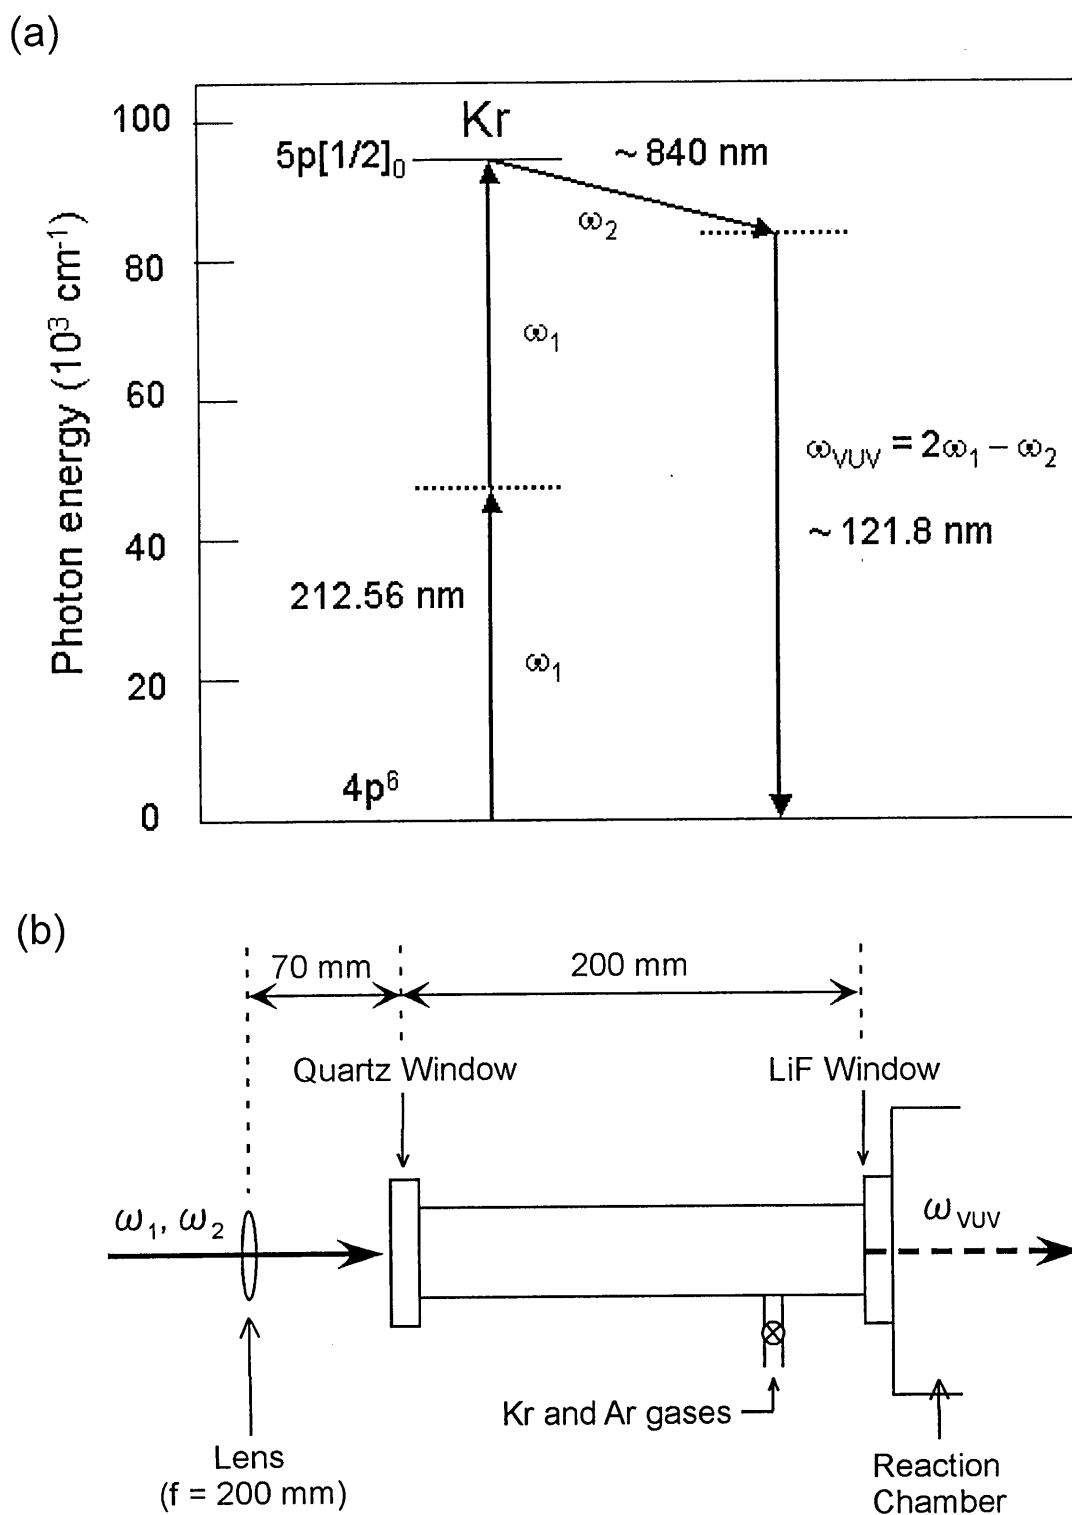 (a)
Photon energy (10³ cm⁻¹)
100
80
60
40
20
0
Kr
5p[1/2]₀
~ 840 nm
ω₂
ω₁
ω_VUV = 2ω₁ – ω₂
~ 121.8 nm
212.56 nm
ω₁
4p⁶
(b)
70 mm
200 mm
Quartz Window
LiF Window
ω₁, ω₂
ω_VUV
Kr and Ar gases
Lens
(f = 200 mm)
Reaction
Chamber